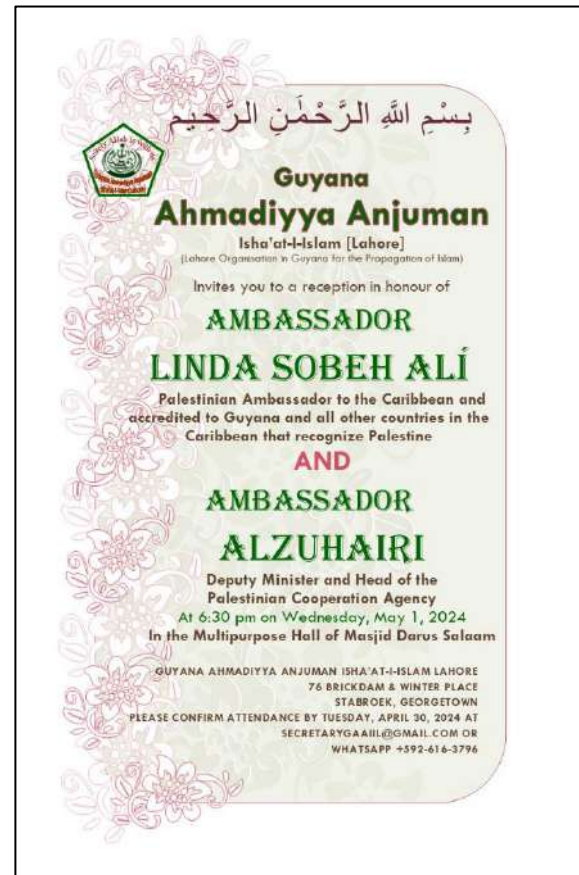 بِسْمِ اللَّهِ الرَّحْمَٰنِ الرَّحِيْمِ
Guyana
Ahmadiyya Anjuman
Isha'at-I-Islam [Lahore]
(Lahore Organisation in Guyana for the Propagation of Islam)
Invites you to a reception in honour of
AMBASSADOR
LINDA SOBEH ALÍ
Palestinian Ambassador to the Caribbean and
accredited to Guyana and all other countries in the
Caribbean that recognize Palestine
AND
AMBASSADOR
ALZUHAIRI
Deputy Minister and Head of the
Palestinian Cooperation Agency
At 6:30 pm on Wednesday, May 1, 2024
In the Multipurpose Hall of Masjid Darus Salaam
GUYANA AHMADIYYA ANJUMAN ISHA'AT-I-ISLAM LAHORE
76 BRICKDAM & WINTER PLACE
STABROEK, GEORGETOWN
PLEASE CONFIRM ATTENDANCE BY TUESDAY, APRIL 30, 2024 AT
SECRETARYGAAIIL@GMAIL.COM OR
WHATSAPP +592-616-3796